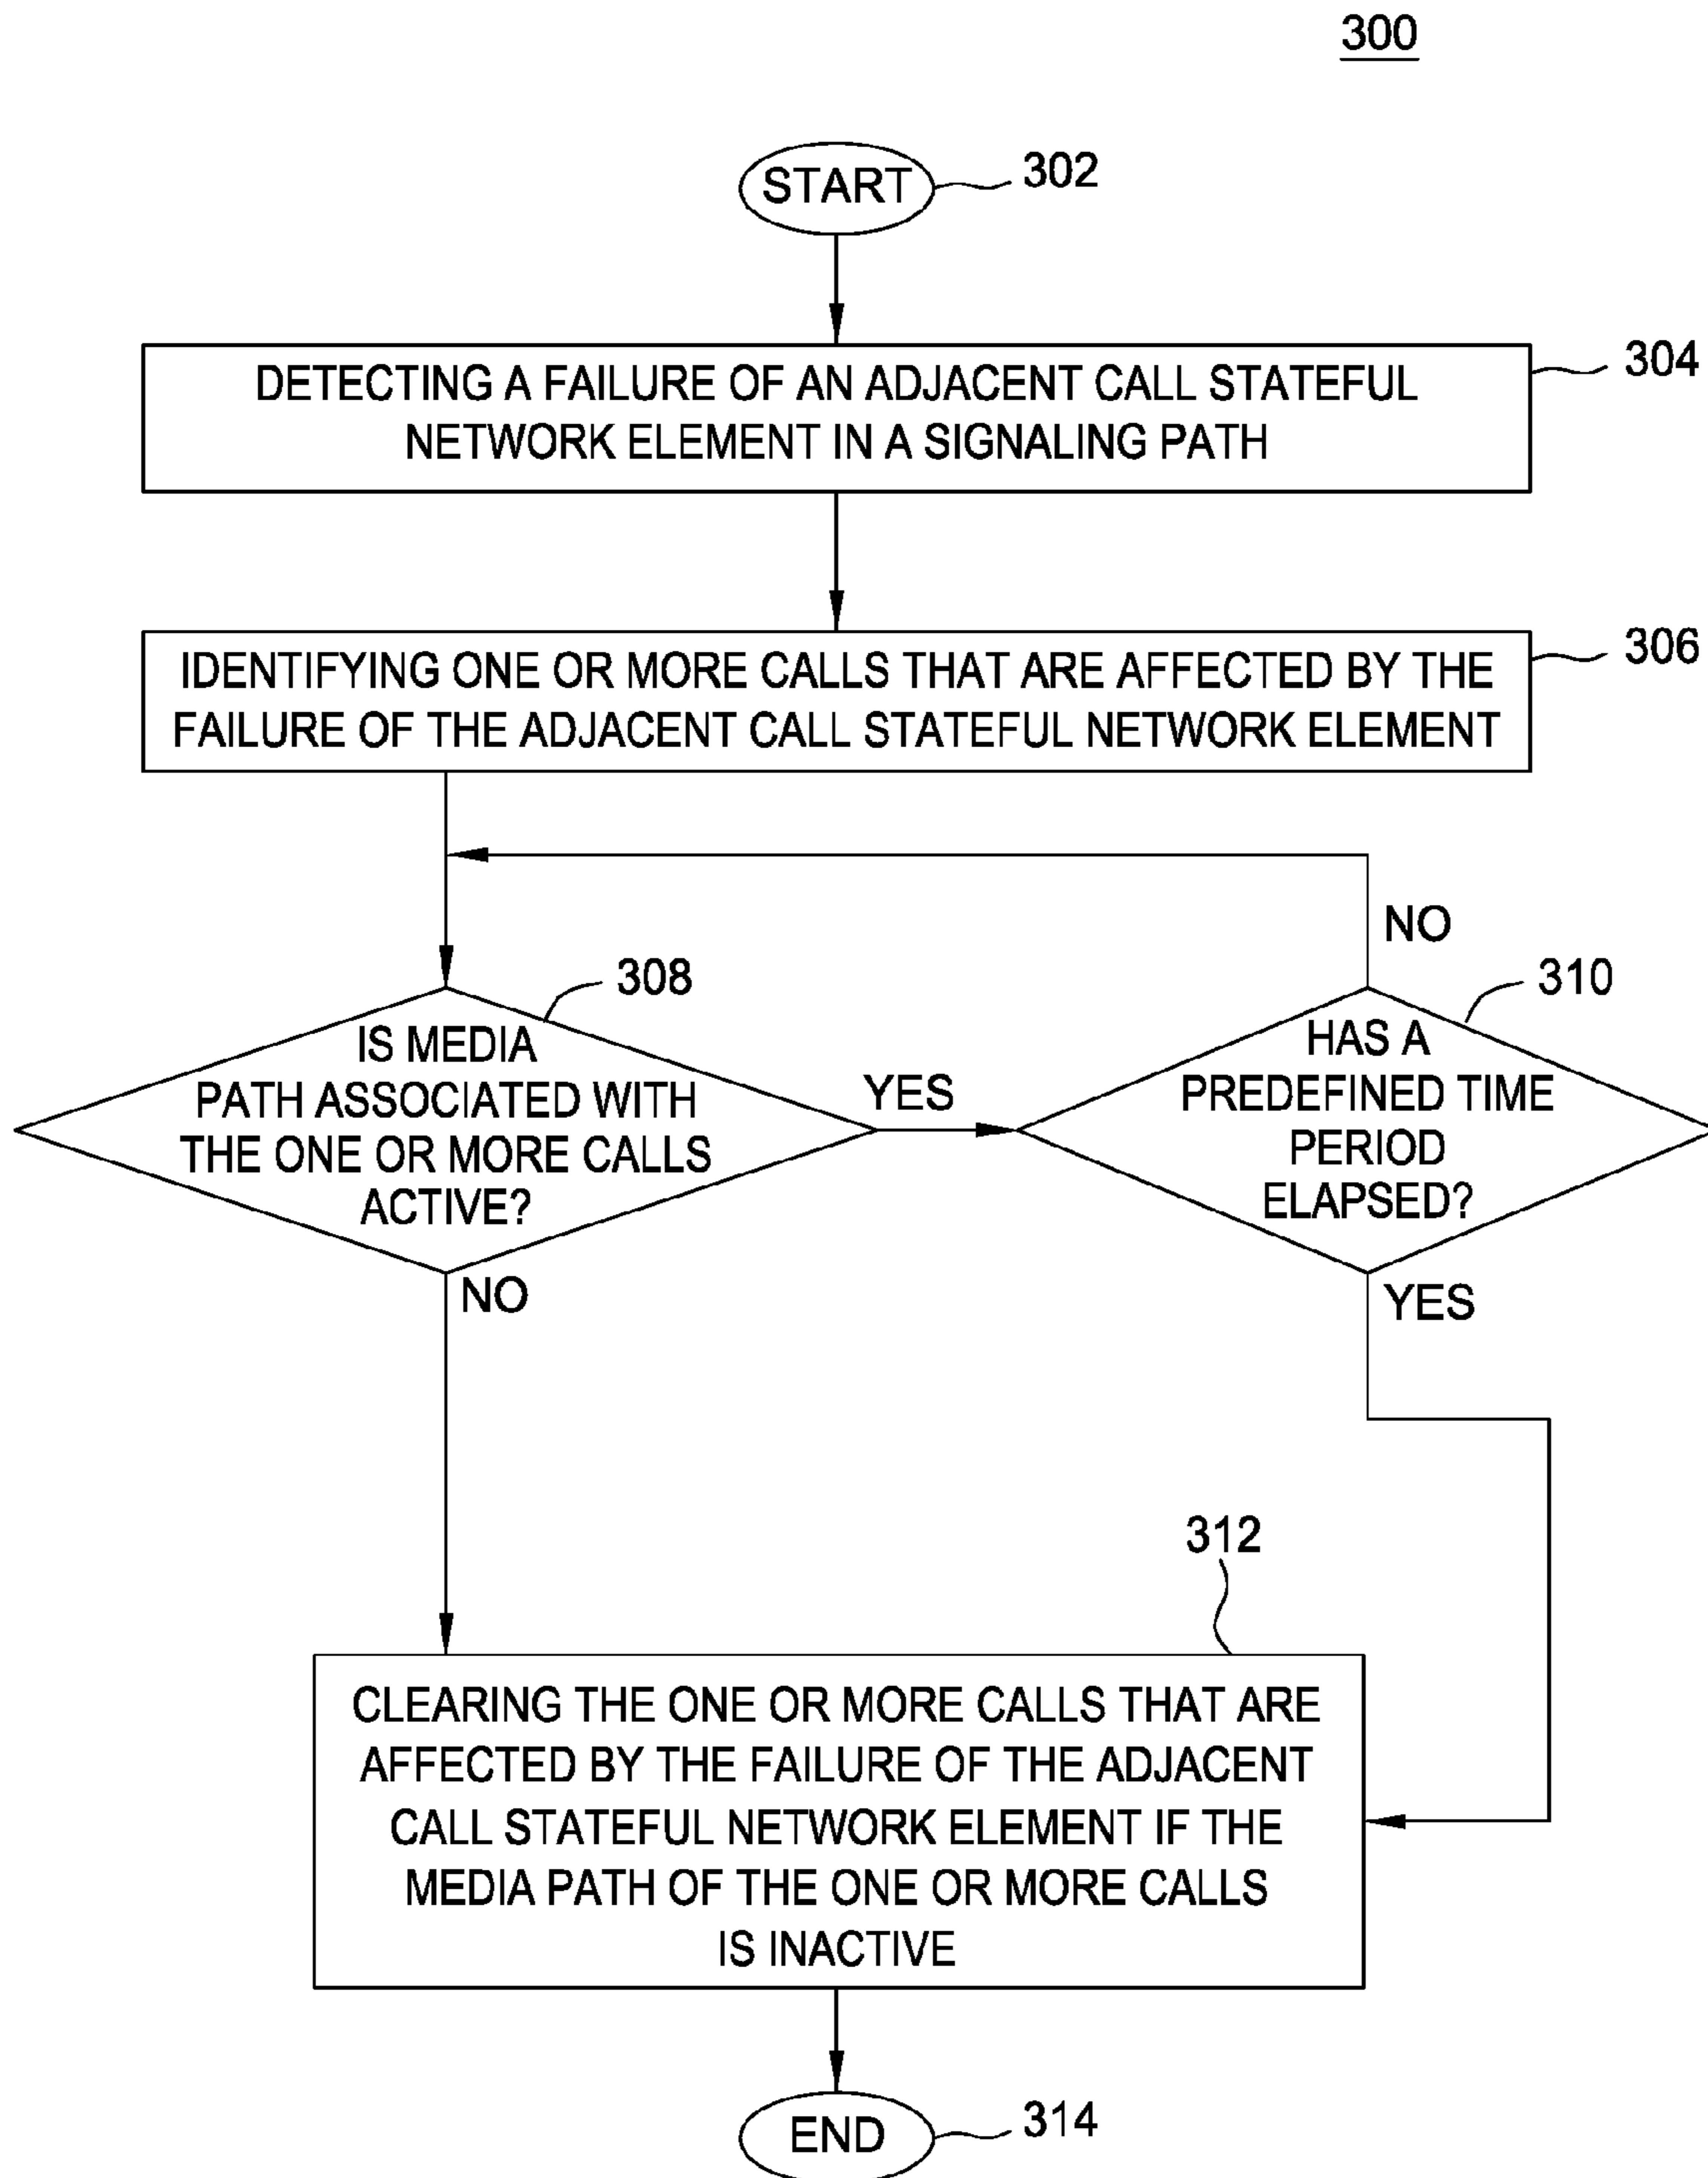 300
START
302
DETECTING A FAILURE OF AN ADJACENT CALL STATEFUL
NETWORK ELEMENT IN A SIGNALING PATH
304
IDENTIFYING ONE OR MORE CALLS THAT ARE AFFECTED BY THE
FAILURE OF THE ADJACENT CALL STATEFUL NETWORK ELEMENT
306
NO
308
IS MEDIA
PATH ASSOCIATED WITH
THE ONE OR MORE CALLS
ACTIVE?
YES
310
HAS A
PREDEFINED TIME
PERIOD
ELAPSED?
NO
YES
312
CLEARING THE ONE OR MORE CALLS THAT ARE
AFFECTED BY THE FAILURE OF THE ADJACENT
CALL STATEFUL NETWORK ELEMENT IF THE
MEDIA PATH OF THE ONE OR MORE CALLS
IS INACTIVE
END
314